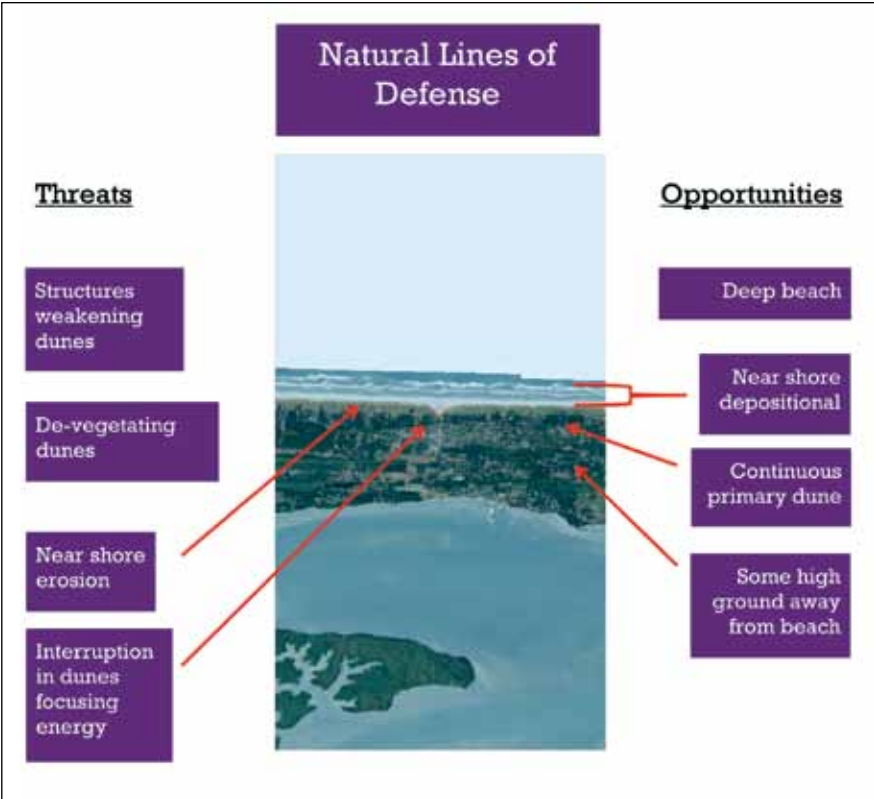 Natural Lines of
Defense
Threats
Structures
weakening
dunes
De-vegetating
dunes
Near shore
erosion
Interruption
in dunes
focusing
energy
Opportunities
Deep beach
Near shore
depositional
Continuous
primary dune
Some high
ground away
from beach